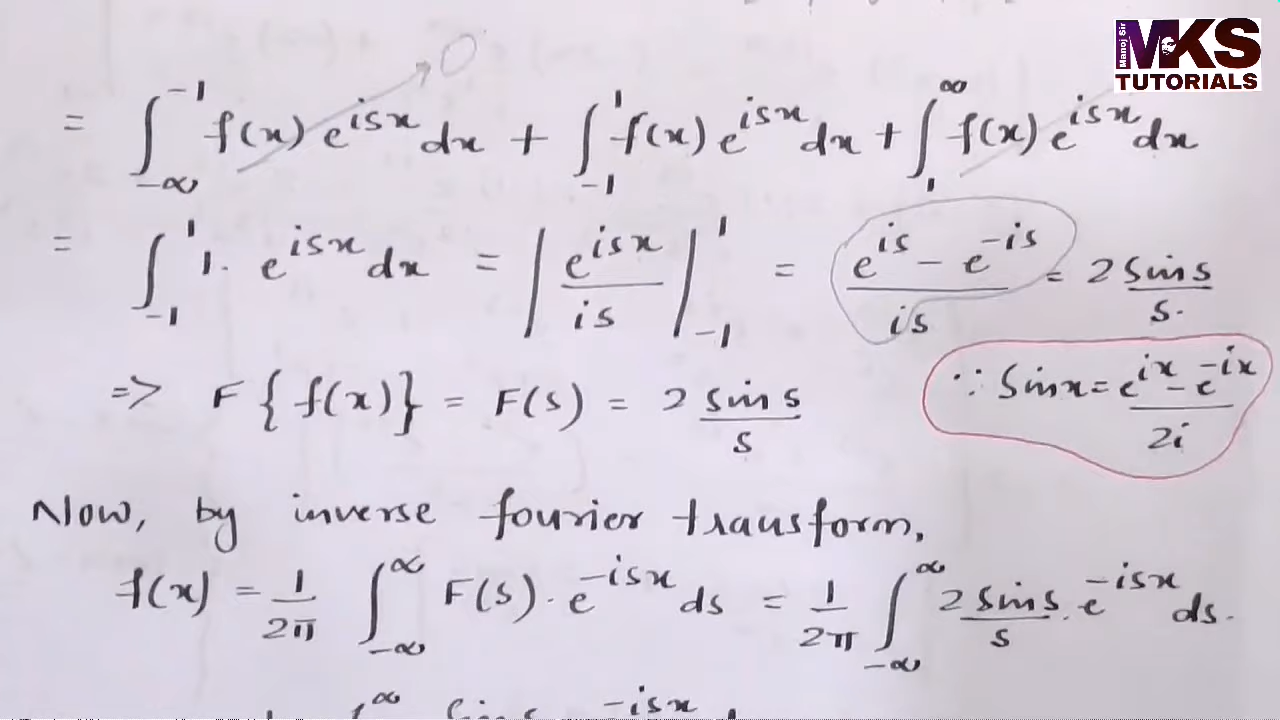 Manoj Sir
MKS
TUTORIALS
= ∫_{-∞}^{-1} f(x) e^{isx} dx + ∫_{-1}^{1} f(x) e^{isx} dx + ∫_{1}^{∞} f(x) e^{isx} dx
0
= ∫_{-1}^{1} 1. e^{isx} dx = | e^{isx} / is |_{-1}^{1} = (e^{is} - e^{-is}) / is = 2 sin s / s.
=> F { f(x) } = F(s) = 2 sin s / s
∵ Sin x = (e^{ix} - e^{-ix}) / 2i
Now, by inverse fourier transform,
f(x) = 1/2π ∫_{-∞}^{∞} F(s). e^{-isx} ds = 1/2π ∫_{-∞}^{∞} 2 sin s / s . e^{-isx} ds.